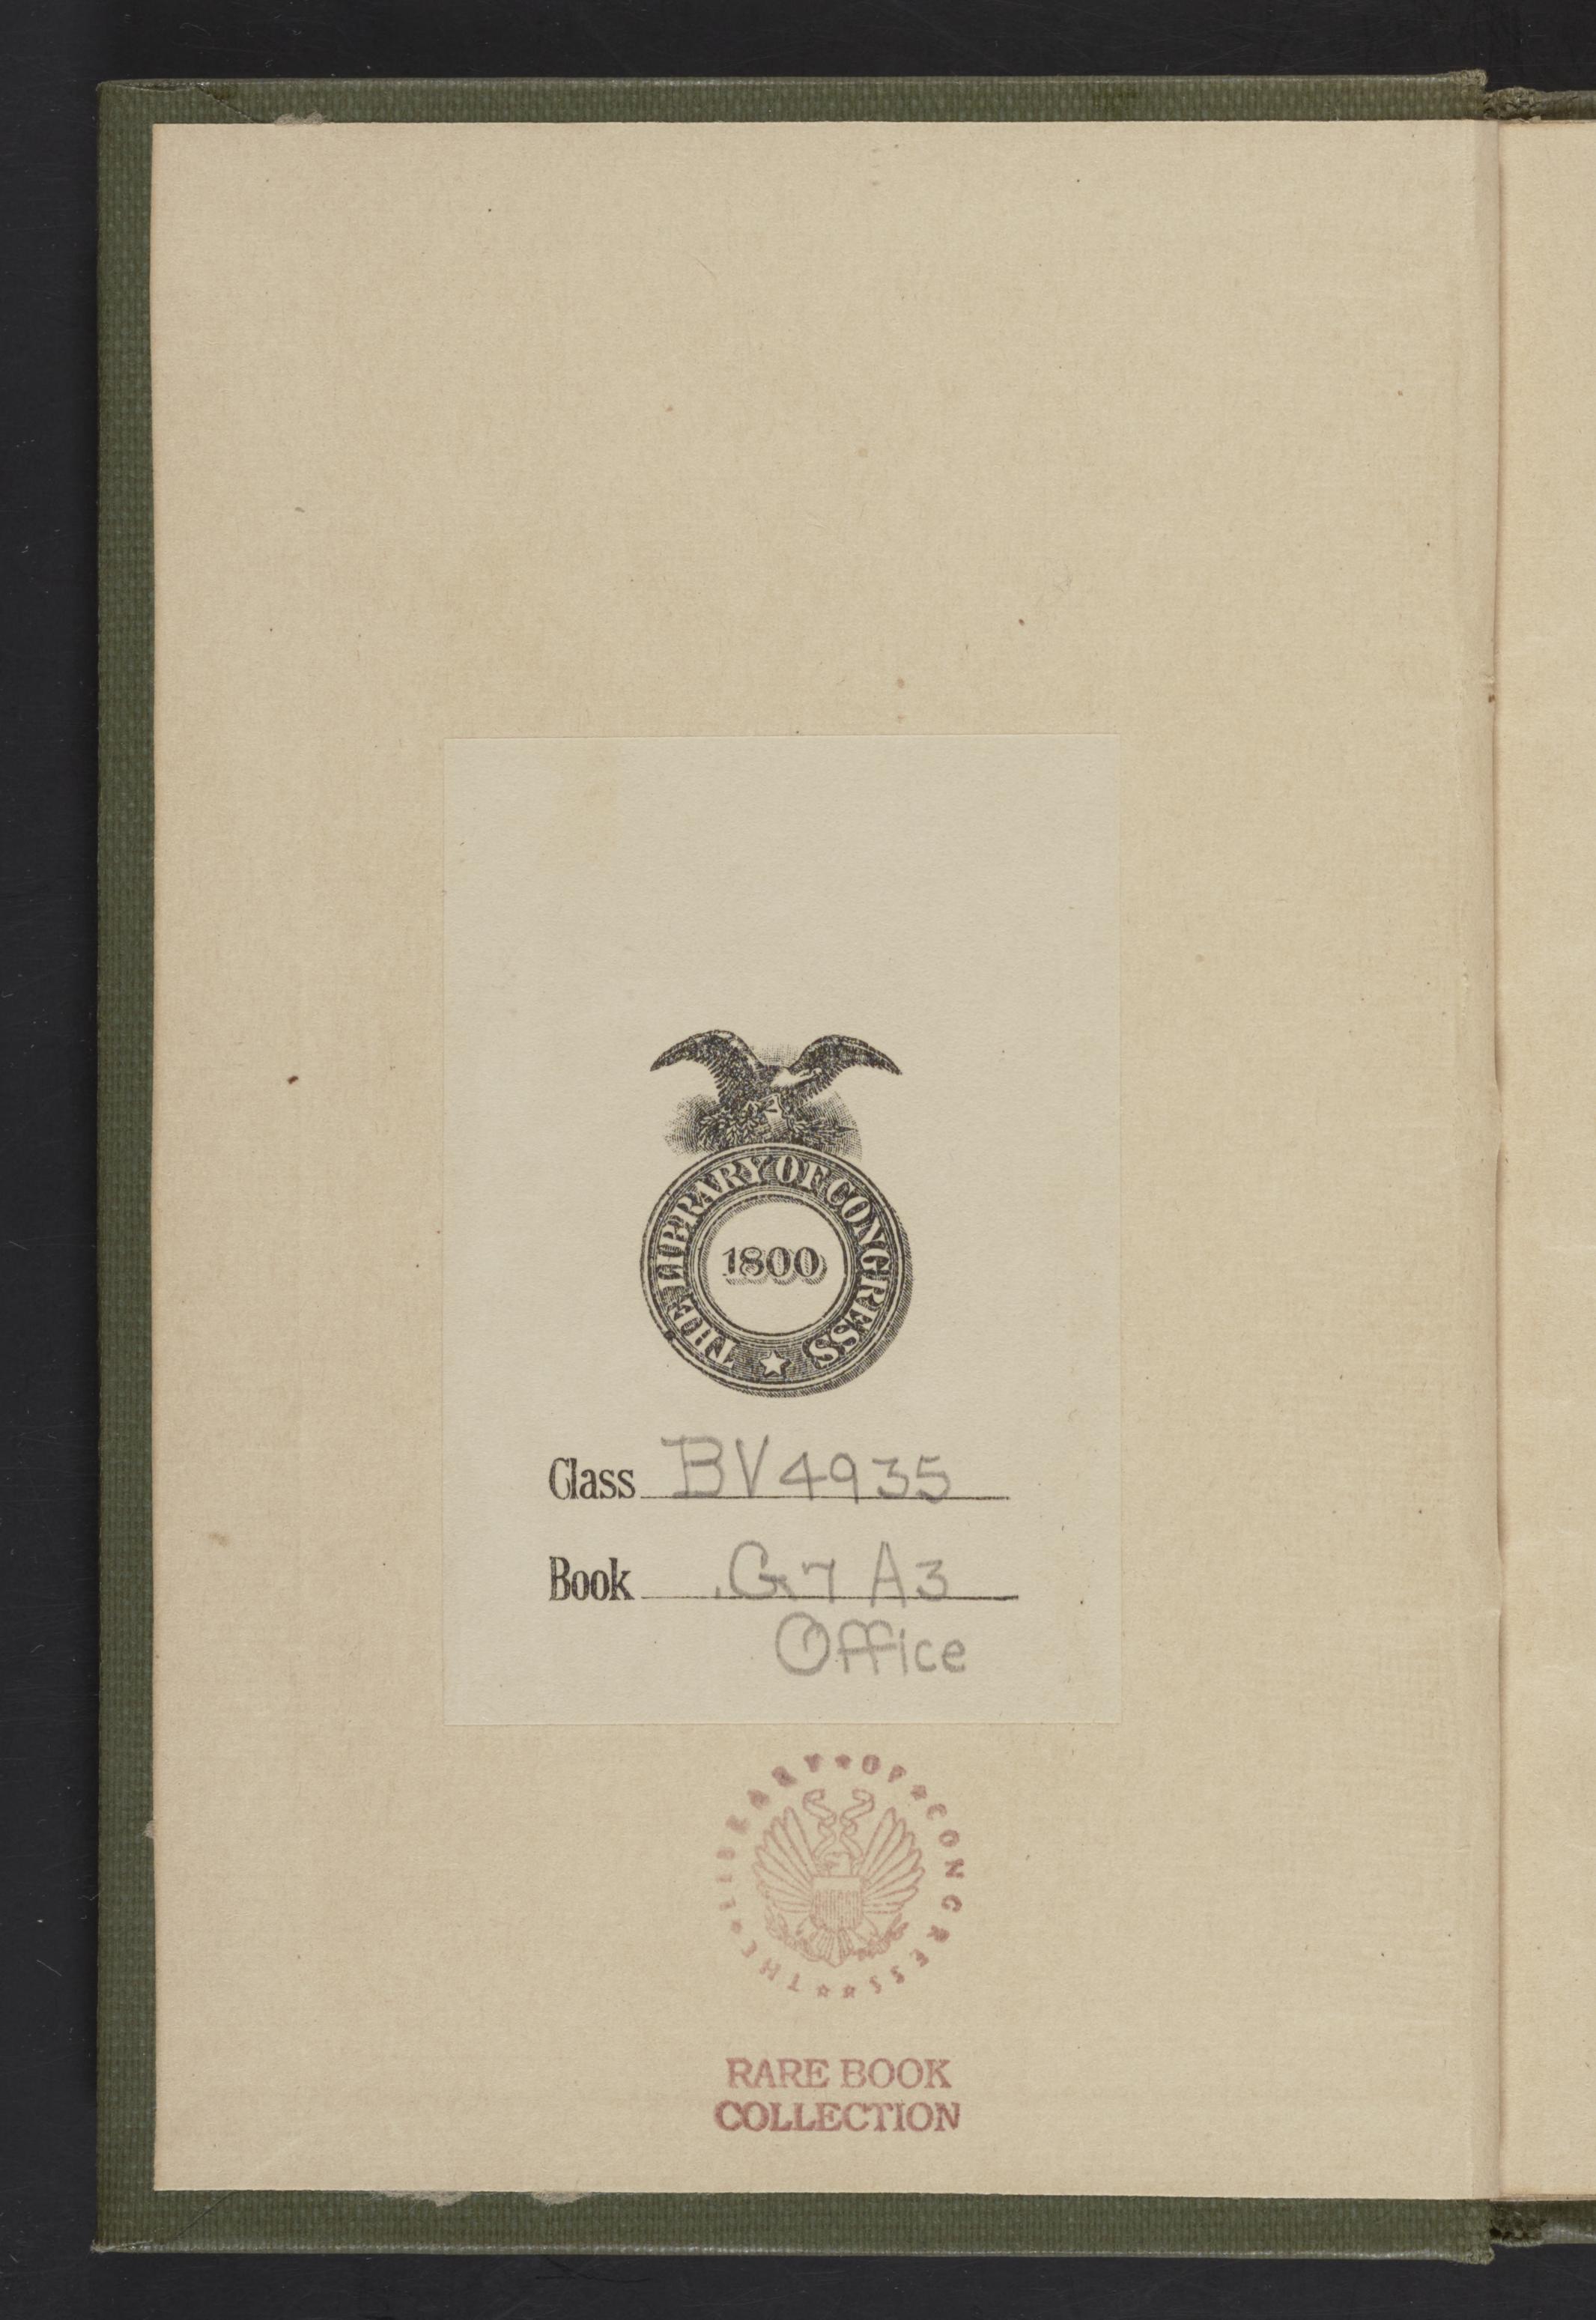 THE LIBRARY OF CONGRESS
1800
Class BV4935
Book .G7 A3
Office
THE LIBRARY OF CONGRESS
RARE BOOK
COLLECTION